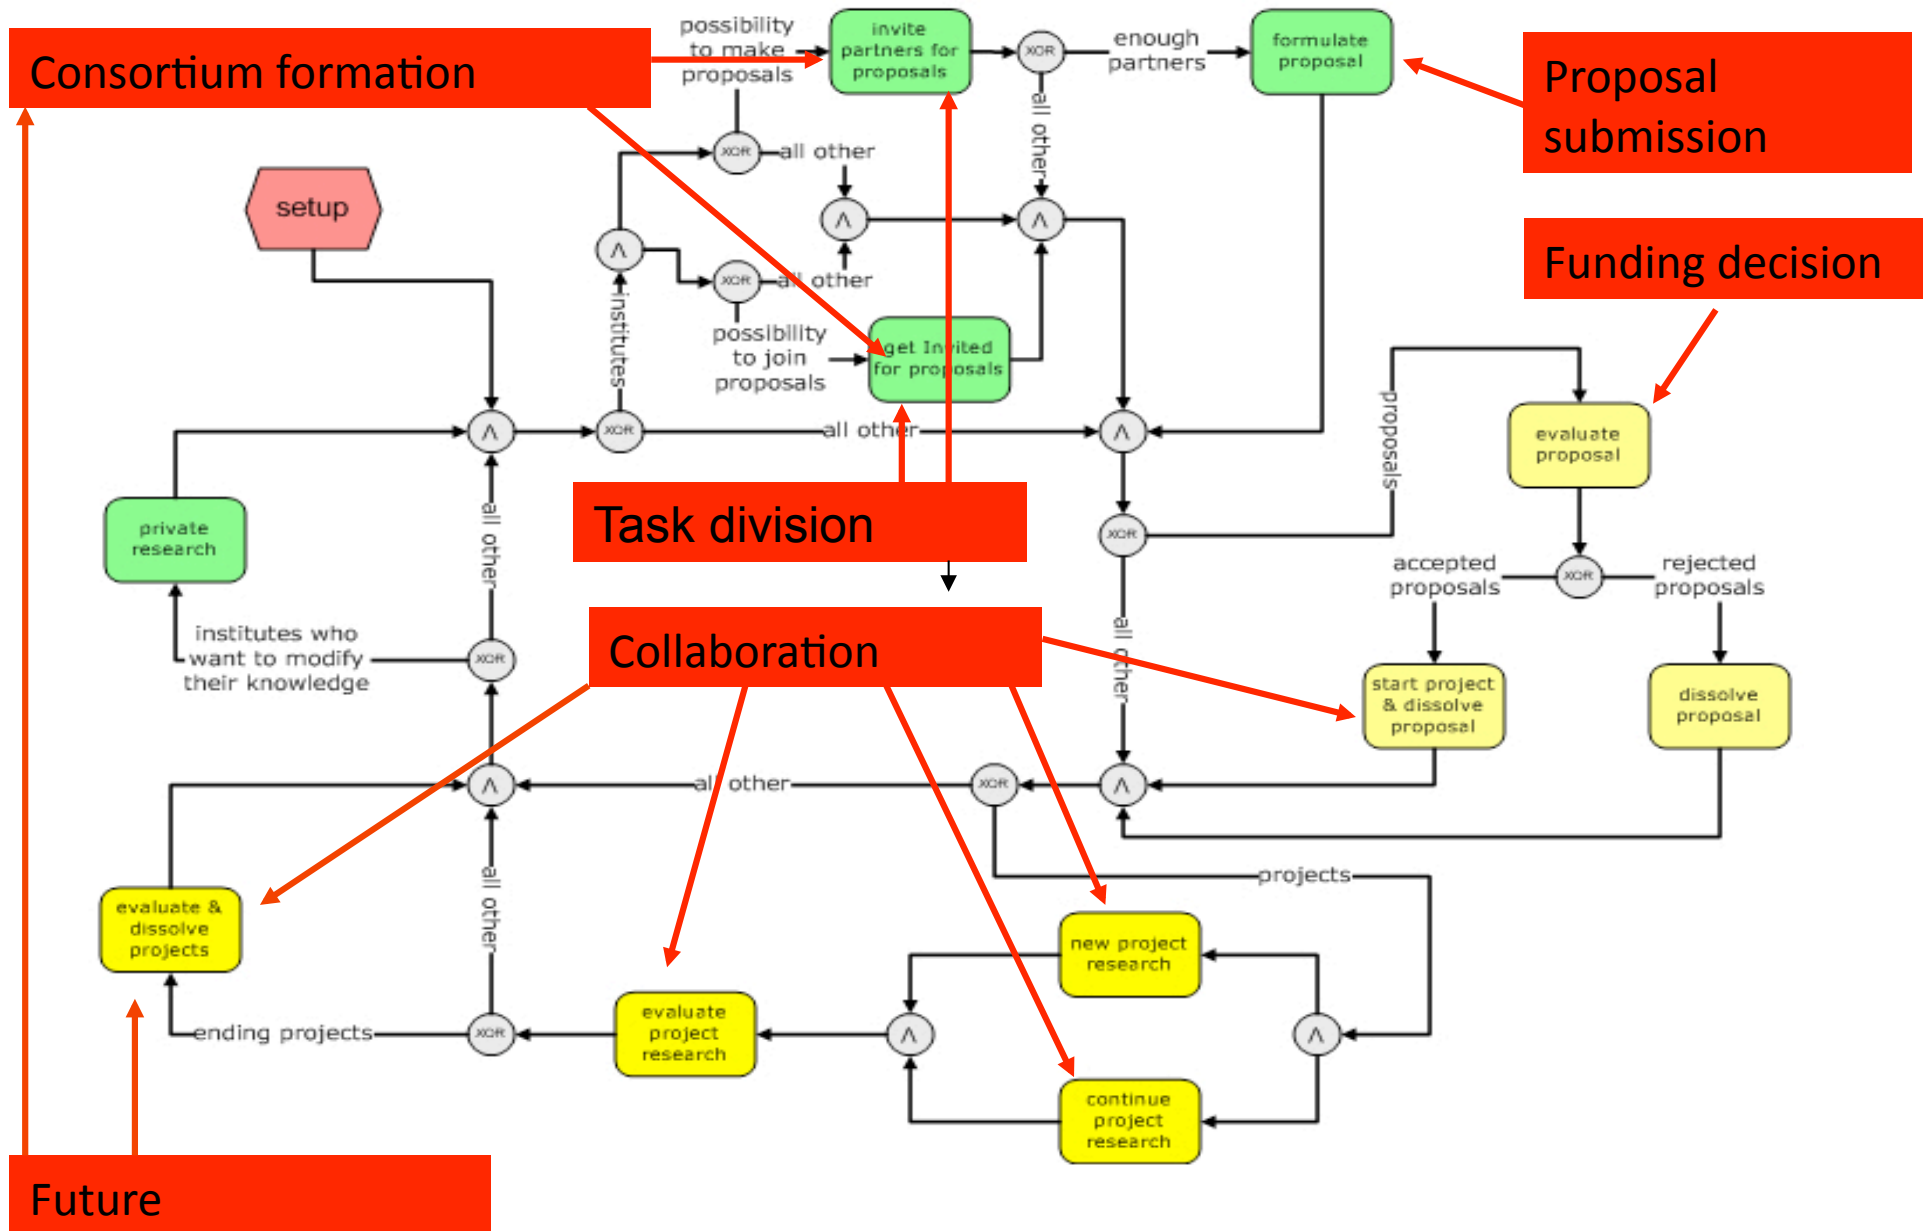 possibility
to make
proposals
invite
partners for
proposals
XOR
enough
partners
formulate
proposal
Consortium formation
Proposal
submission
all other
XOR
all other
setup
Λ
Λ
Λ
Funding decision
XOR
all other
institutes
possibility
to join
proposals
get Invited
for proposals
proposals
Λ
XOR
all other
Λ
evaluate
proposal
private
research
all other
Task division
XOR
accepted
proposals
XOR
rejected
proposals
institutes who
want to modify
their knowledge
XOR
Collaboration
all other
start project
& dissolve
proposal
dissolve
proposal
Λ
all other
XOR
Λ
projects
evaluate &
dissolve
projects
all other
new project
research
ending projects
XOR
evaluate
project
research
Λ
Λ
continue
project
research
Future